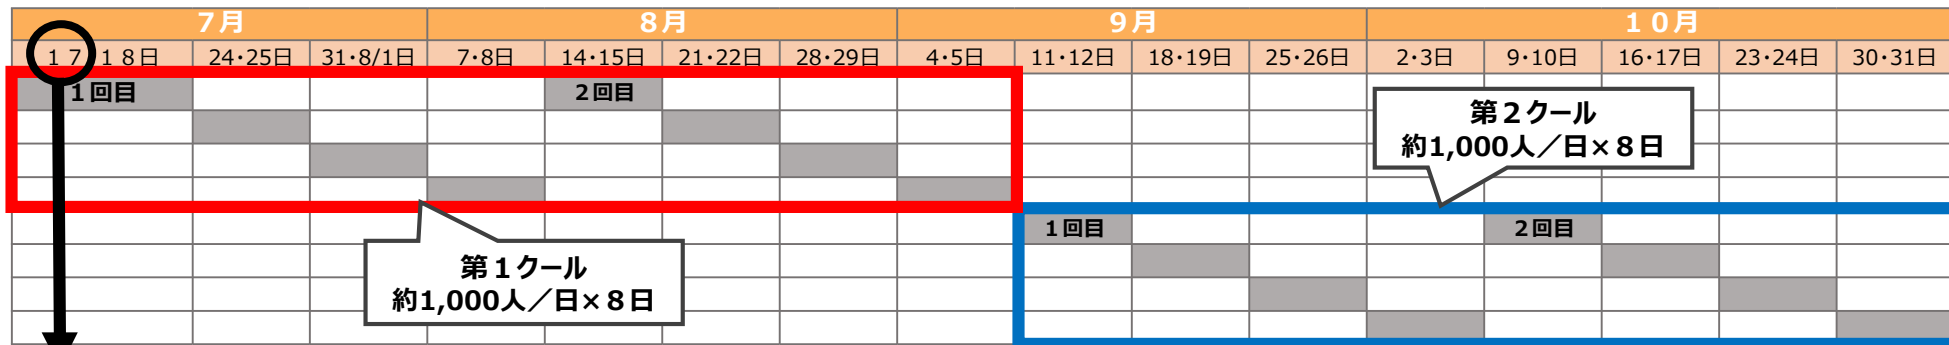 7月 8月 9月 10月
17・18日 24・25日 31・8/1日 7・8日 14・15日 21・22日 28・29日 4・5日 11・12日 18・19日 25・26日 2・3日 9・10日 16・17日 23・24日 30・31日
1回目 2回目
第2クール
約1,000人／日×8日
1回目 2回目
第1クール
約1,000人／日×8日